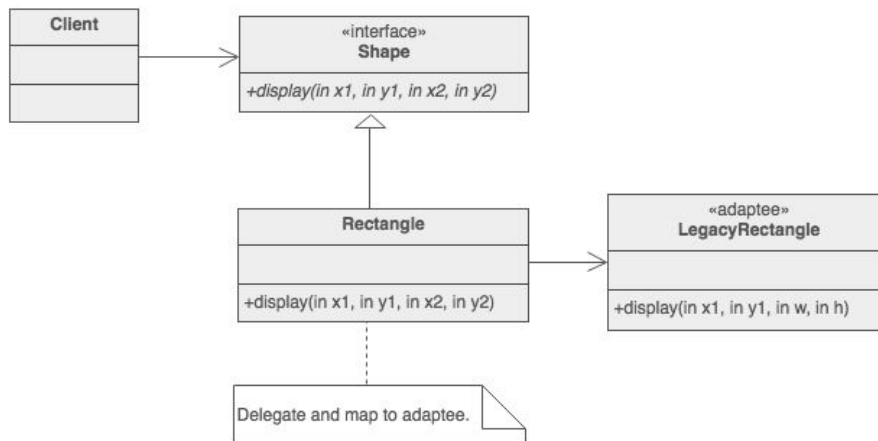 Client
«interface»
Shape
+display(in x1, in y1, in x2, in y2)
Rectangle
+display(in x1, in y1, in x2, in y2)
«adaptee»
LegacyRectangle
+display(in x1, in y1, in w, in h)
Delegate and map to adaptee.